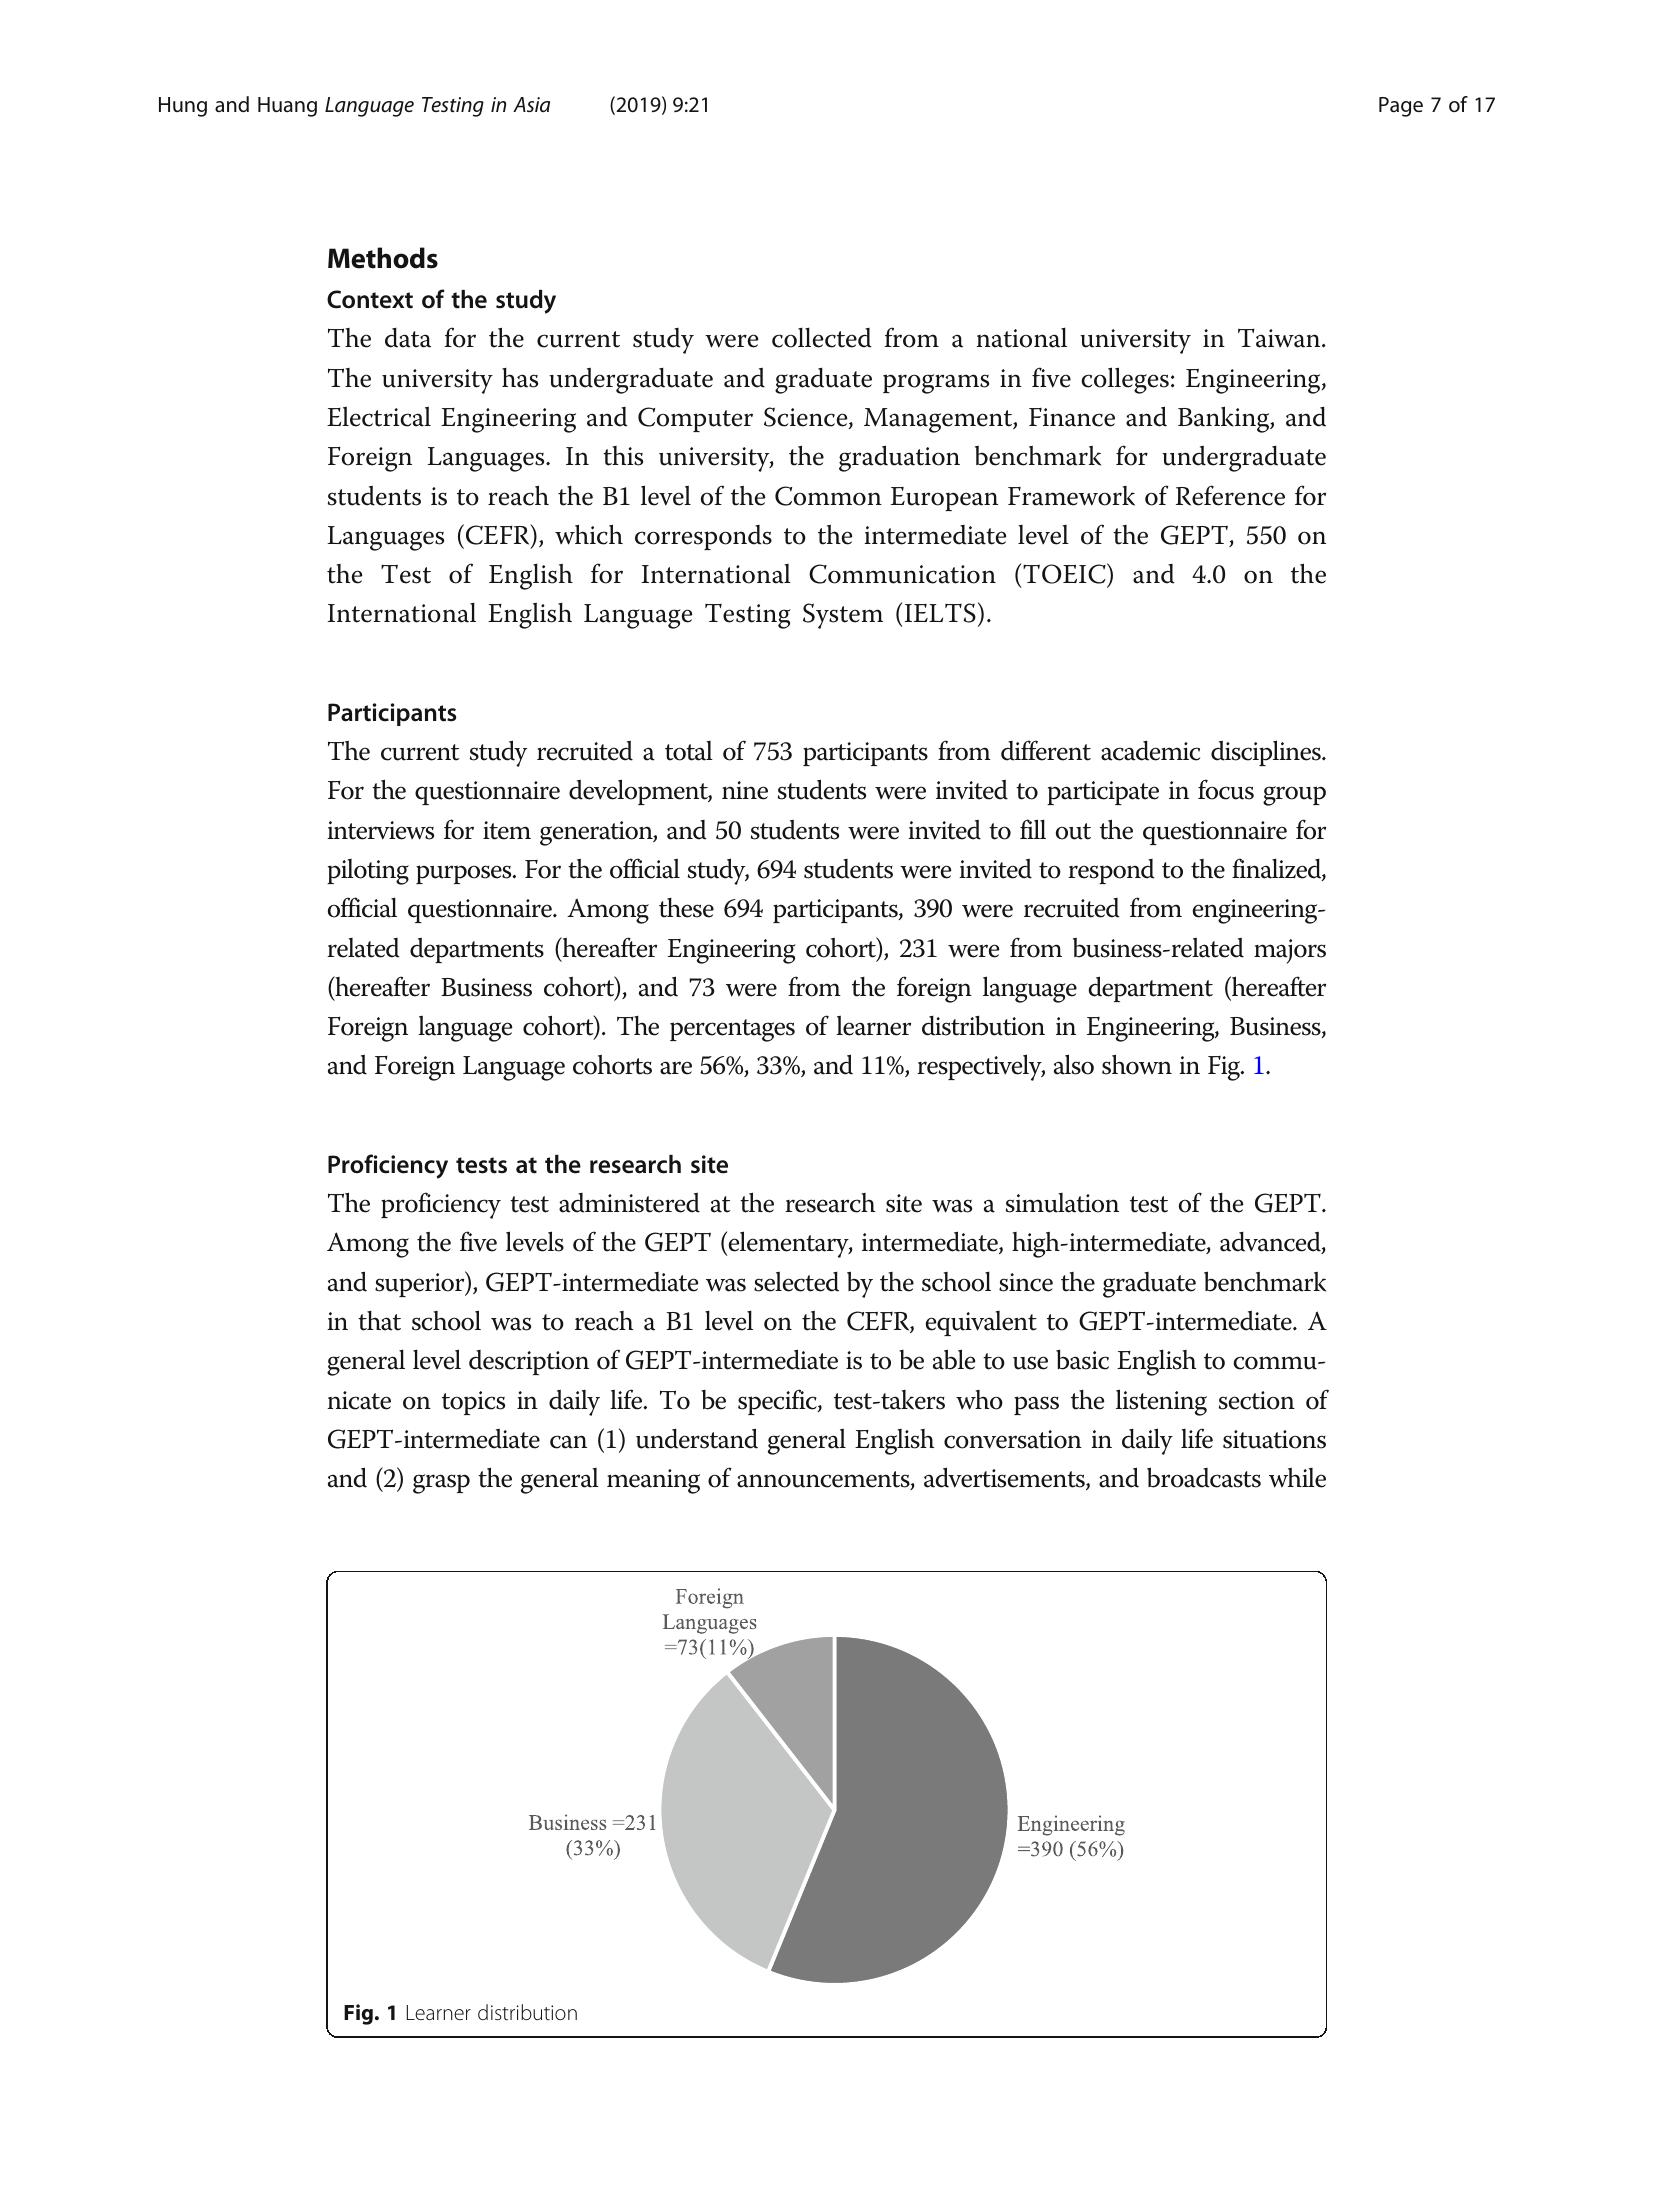 Hung and Huang Language Testing in Asia (2019) 9:21 Page 7 of 17
Methods
Context of the study
The data for the current study were collected from a national university in Taiwan.
The university has undergraduate and graduate programs in five colleges: Engineering,
Electrical Engineering and Computer Science, Management, Finance and Banking, and
Foreign Languages. In this university, the graduation benchmark for undergraduate
students is to reach the B1 level of the Common European Framework of Reference for
Languages (CEFR), which corresponds to the intermediate level of the GEPT, 550 on
the Test of English for International Communication (TOEIC) and 4.0 on the
International English Language Testing System (IELTS).
Participants
The current study recruited a total of 753 participants from different academic disciplines.
For the questionnaire development, nine students were invited to participate in focus group
interviews for item generation, and 50 students were invited to fill out the questionnaire for
piloting purposes. For the official study, 694 students were invited to respond to the finalized,
official questionnaire. Among these 694 participants, 390 were recruited from engineering-
related departments (hereafter Engineering cohort), 231 were from business-related majors
(hereafter Business cohort), and 73 were from the foreign language department (hereafter
Foreign language cohort). The percentages of learner distribution in Engineering, Business,
and Foreign Language cohorts are 56%, 33%, and 11%, respectively, also shown in Fig. 1.
Proficiency tests at the research site
The proficiency test administered at the research site was a simulation test of the GEPT.
Among the five levels of the GEPT (elementary, intermediate, high-intermediate, advanced,
and superior), GEPT-intermediate was selected by the school since the graduate benchmark
in that school was to reach a B1 level on the CEFR, equivalent to GEPT-intermediate. A
general level description of GEPT-intermediate is to be able to use basic English to commu-
nicate on topics in daily life. To be specific, test-takers who pass the listening section of
GEPT-intermediate can (1) understand general English conversation in daily life situations
and (2) grasp the general meaning of announcements, advertisements, and broadcasts while
Foreign
Languages
=73(11%)
Business =231
(33%)
Engineering
=390 (56%)
Fig. 1 Learner distribution